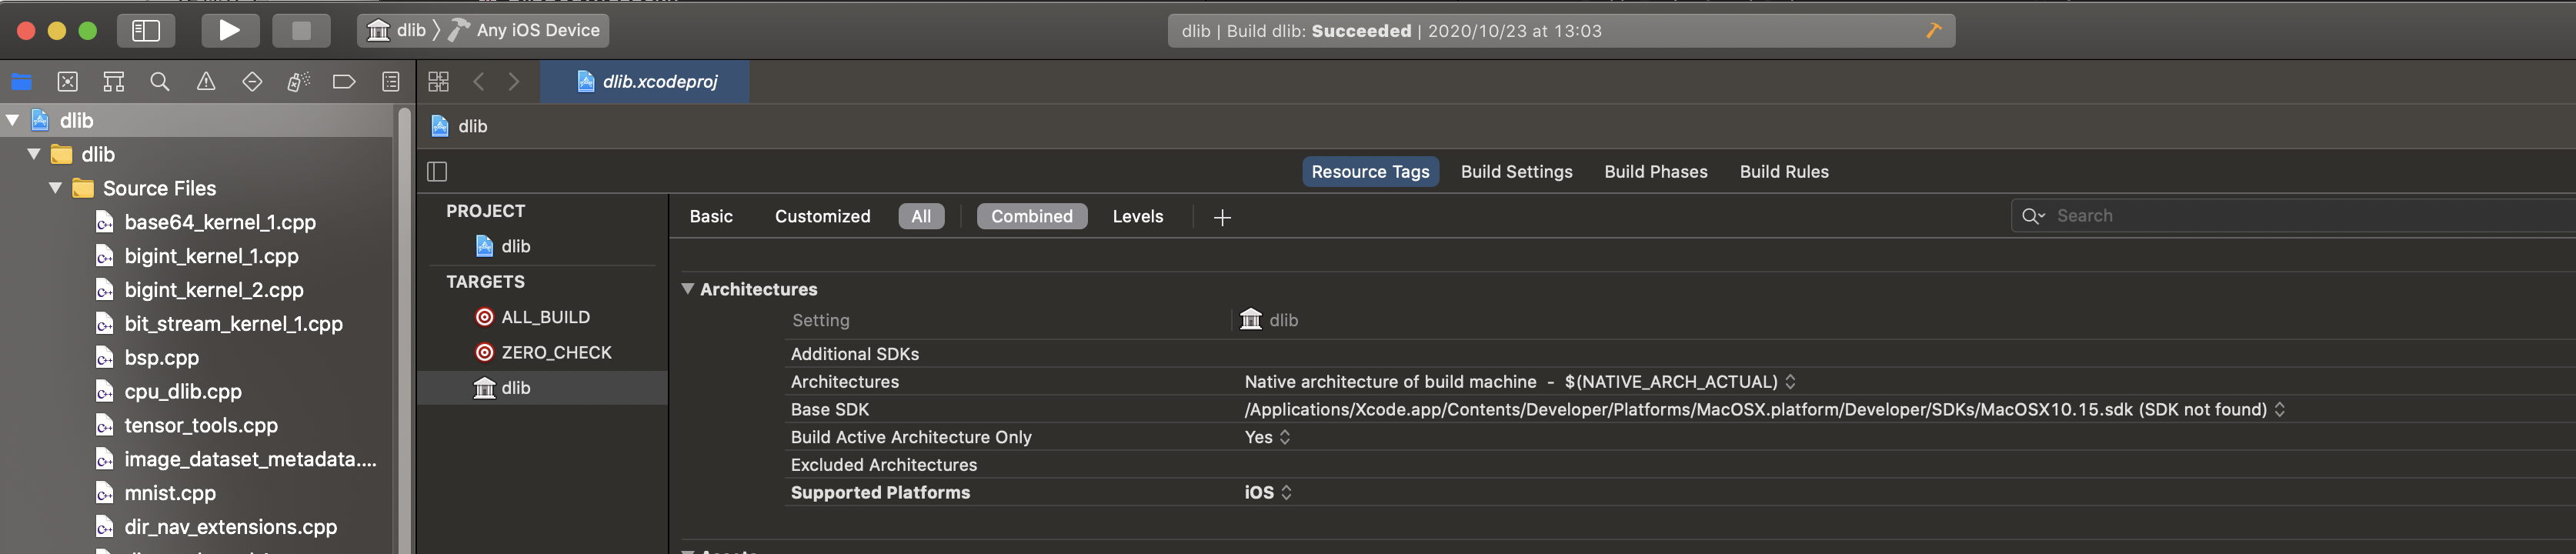 dlib 〉 Any iOS Device
dlib | Build dlib: Succeeded | 2020/10/23 at 13:03
dlib.xcodeproj
dlib
dlib
dlib
Source Files
base64_kernel_1.cpp
bigint_kernel_1.cpp
bigint_kernel_2.cpp
bit_stream_kernel_1.cpp
bsp.cpp
cpu_dlib.cpp
tensor_tools.cpp
image_dataset_metadata....
mnist.cpp
dir_nav_extensions.cpp
Resource Tags Build Settings Build Phases Build Rules
PROJECT
dlib
TARGETS
ALL_BUILD
ZERO_CHECK
dlib
Basic Customized All Combined Levels + Search
Architectures
Setting dlib
Additional SDKs
Architectures Native architecture of build machine - $(NATIVE_ARCH_ACTUAL)
Base SDK /Applications/Xcode.app/Contents/Developer/Platforms/MacOSX.platform/Developer/SDKs/MacOSX10.15.sdk (SDK not found)
Build Active Architecture Only Yes
Excluded Architectures
Supported Platforms iOS